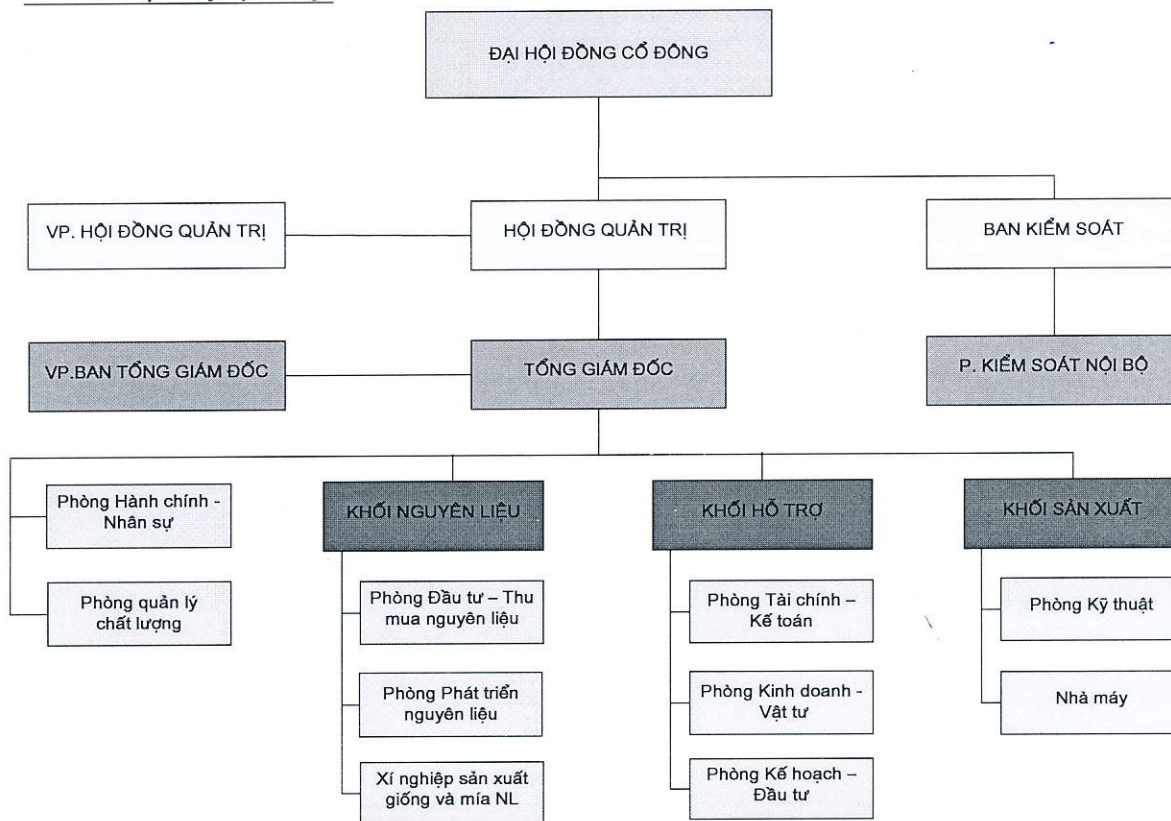 ĐẠI HỘI ĐỒNG CỔ ĐÔNG
VP. HỘI ĐỒNG QUẢN TRỊ
HỘI ĐỒNG QUẢN TRỊ
BAN KIỂM SOÁT
VP.BAN TỔNG GIÁM ĐỐC
TỔNG GIÁM ĐỐC
P. KIỂM SOÁT NỘI BỘ
Phòng Hành chính -
Nhân sự
Phòng quản lý
chất lượng
KHỐI NGUYÊN LIỆU
Phòng Đầu tư – Thu
mua nguyên liệu
Phòng Phát triển
nguyên liệu
Xí nghiệp sản xuất
giống và mía NL
KHỐI HỖ TRỢ
Phòng Tài chính –
Kế toán
Phòng Kinh doanh -
Vật tư
Phòng Kế hoạch –
Đầu tư
KHỐI SẢN XUẤT
Phòng Kỹ thuật
Nhà máy